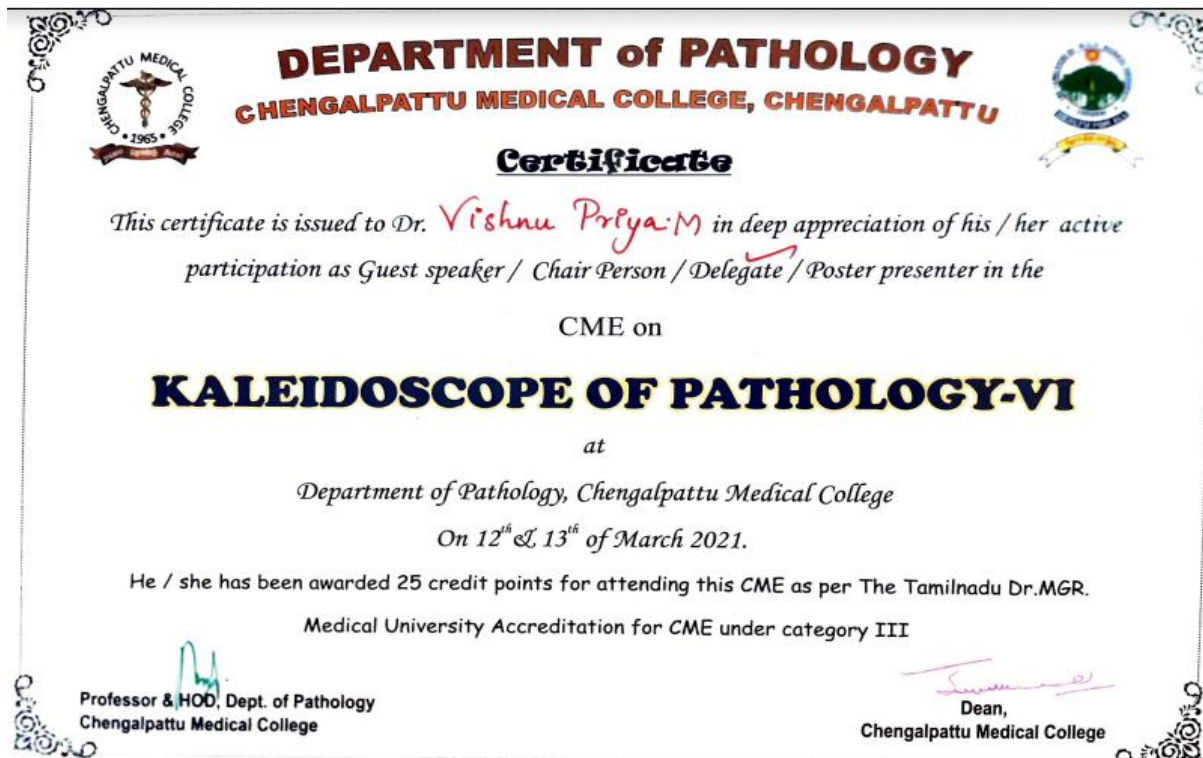 DEPARTMENT of PATHOLOGY
CHENGALPATTU MEDICAL COLLEGE, CHENGALPATTU
CHENGALPATTU MEDICAL COLLEGE
• 1965 •
Certificate
This certificate is issued to Dr. Vishnu Priya.M in deep appreciation of his / her active
participation as Guest speaker / Chair Person / Delegate / Poster presenter in the
CME on
KALEIDOSCOPE OF PATHOLOGY-VI
at
Department of Pathology, Chengalpattu Medical College
On 12th & 13th of March 2021.
He / she has been awarded 25 credit points for attending this CME as per The Tamilnadu Dr.MGR.
Medical University Accreditation for CME under category III
Professor & HOD, Dept. of Pathology
Chengalpattu Medical College
Dean,
Chengalpattu Medical College